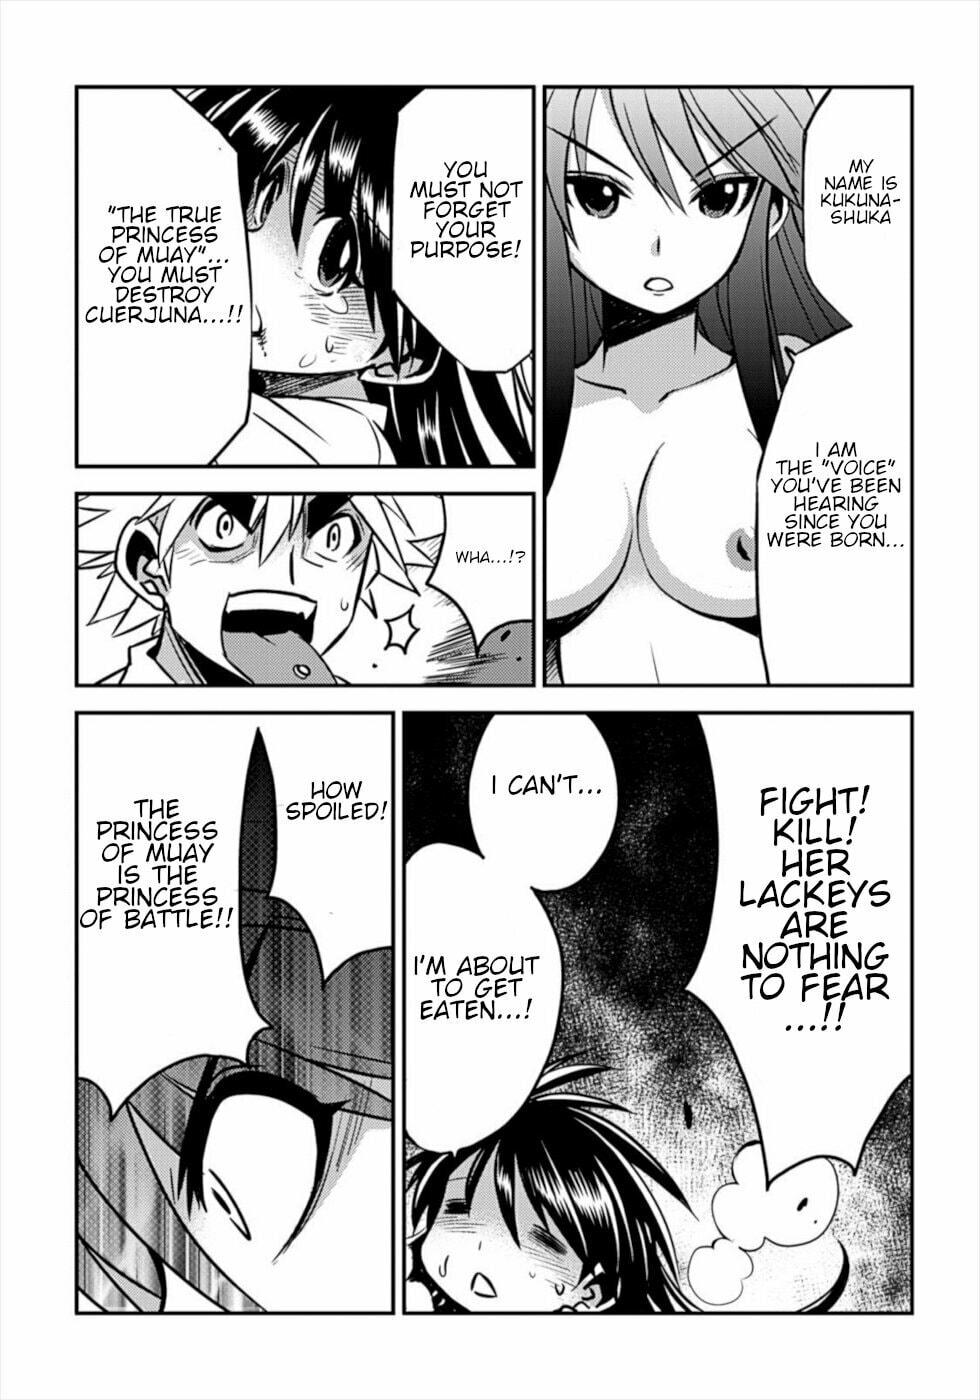 MY
NAME IS
KUKUNA-
SHUKA
I AM
THE "VOICE"
YOU'VE BEEN
HEARING
SINCE YOU
WERE BORN...
YOU
MUST NOT
FORGET
YOUR
PURPOSE!
"THE TRUE
PRINCESS
OF MUAY"...
YOU MUST
DESTROY
CUERJUNA...!!
WHA...!?
FIGHT!
KILL!
HER
LACKEYS
ARE
NOTHING
TO FEAR
...!!
I CAN'T...
I'M ABOUT
TO GET
EATEN...!
HOW
SPOILED!
THE
PRINCESS
OF MUAY
IS THE
PRINCESS
OF BATTLE!!